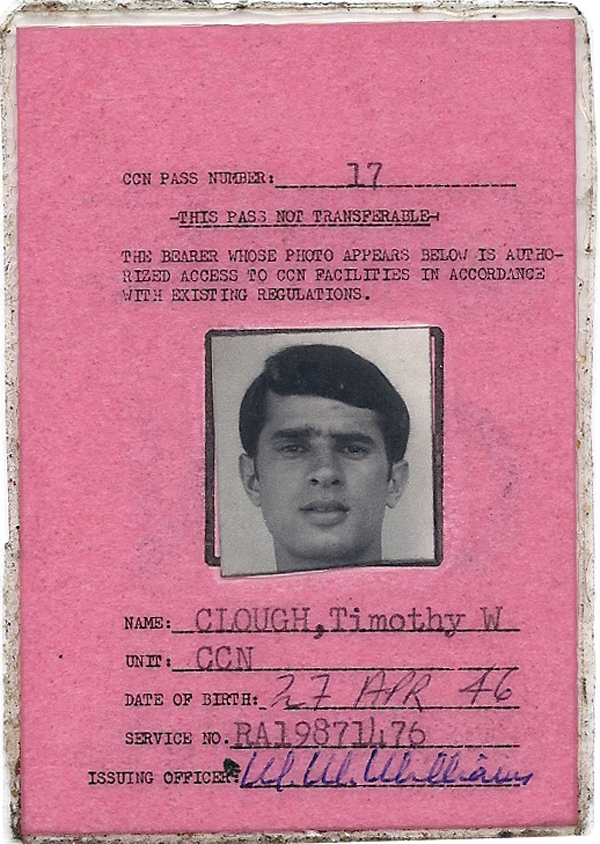 CCN PASS NUMBER: 17
THIS PASS NOT TRANSFERABLE
THE BEARER WHOSE PHOTO APPEARS BELOW IS AUTHO-
RIZED ACCESS TO CCN FACILITIES IN ACCORDANCE
WITH EXISTING REGULATIONS.
NAME: CLOUGH,Timothy W
UNIT: CCN
DATE OF BIRTH: 27 APR 46
SERVICE NO. RA19871476
ISSUING OFFICER: W.W.Williams